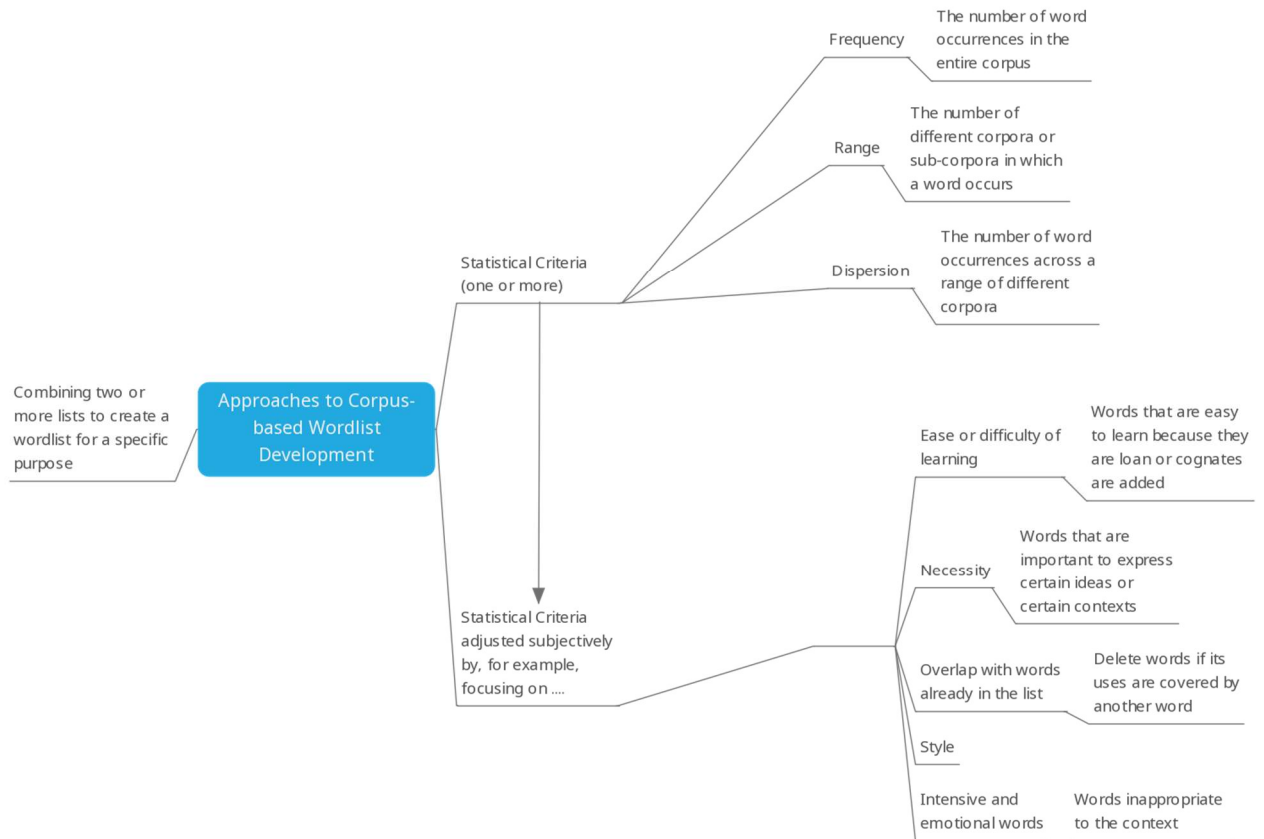 Combining two or
more lists to create a
wordlist for a specific
purpose
Approaches to Corpus-
based Wordlist
Development
Statistical Criteria
(one or more)
Frequency
The number of word
occurrences in the
entire corpus
Range
The number of
different corpora or
sub-corpora in which
a word occurs
Dispersion
The number of word
occurrences across a
range of different
corpora
Statistical Criteria
adjusted subjectively
by, for example,
focusing on ....
Ease or difficulty of
learning
Words that are easy
to learn because they
are loan or cognates
are added
Necessity
Words that are
important to express
certain ideas or
certain contexts
Overlap with words
already in the list
Delete words if its
uses are covered by
another word
Style
Intensive and
emotional words
Words inappropriate
to the context